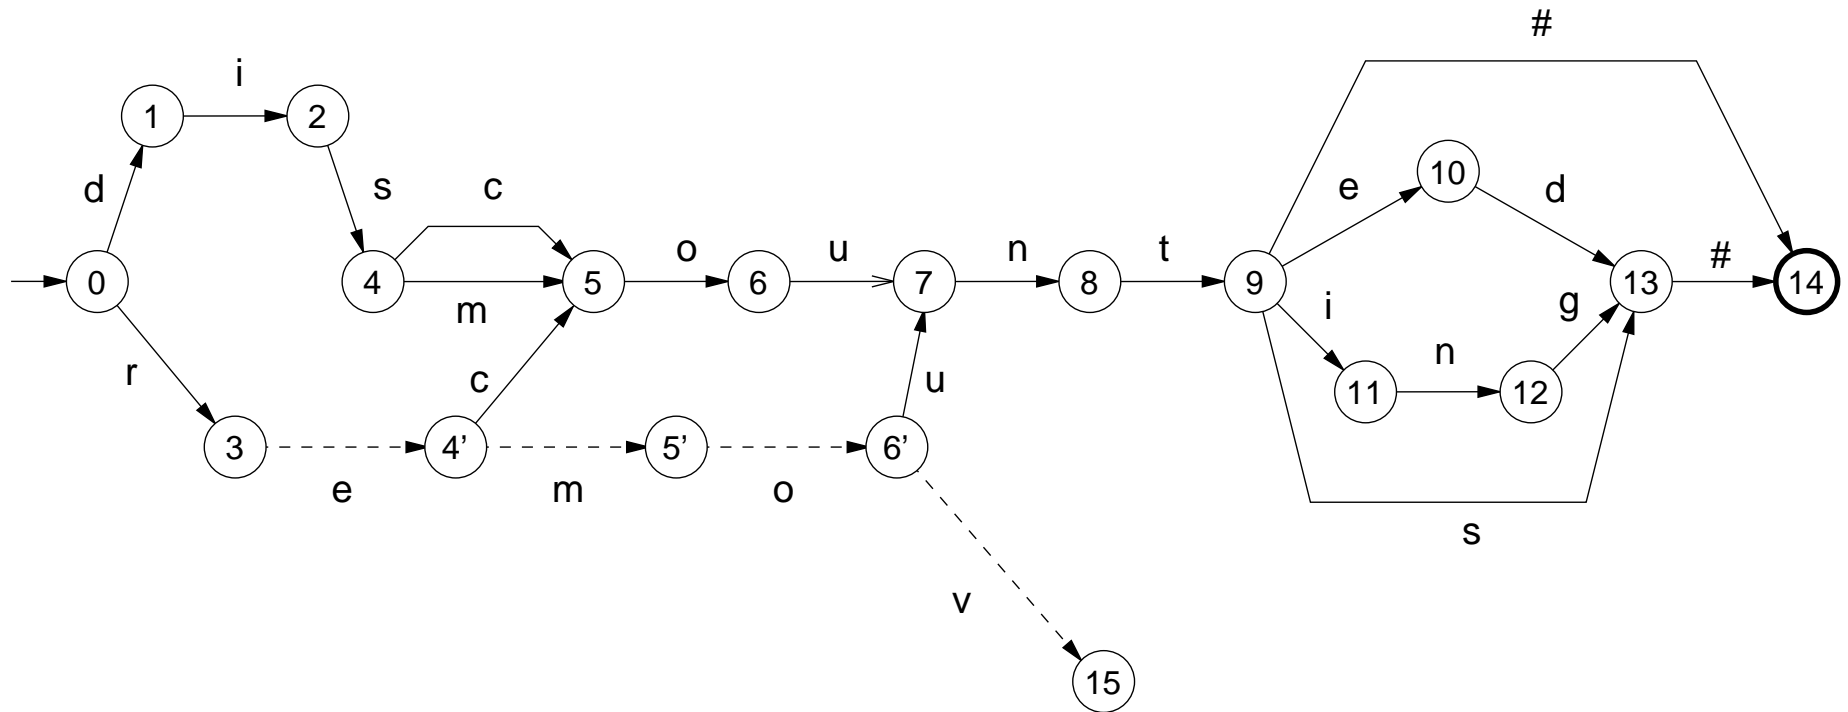 #
i
1 2
10
d s c e d
o u n t #
0 4 5 6 7 8 9 13 14
m i g
r c u n
11 12
3 4’ 5’ 6’
e m o
s
v
15